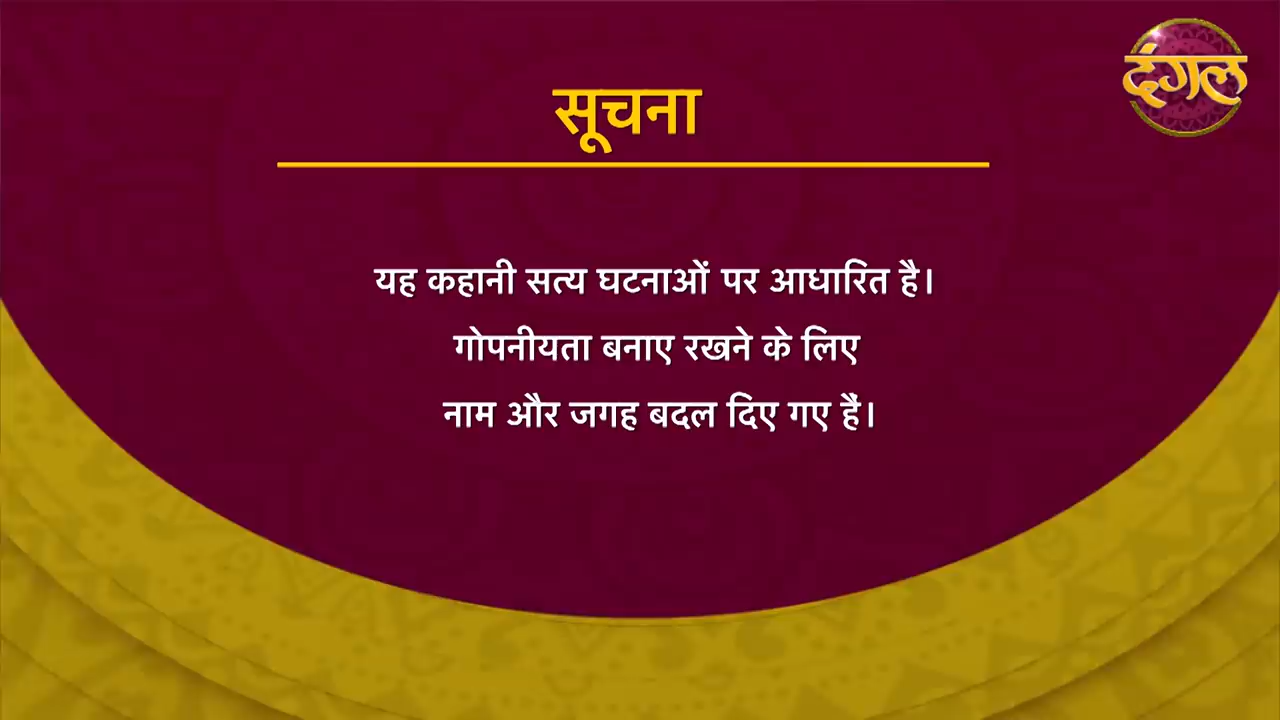 दंगल
सूचना
यह कहानी सत्य घटनाओं पर आधारित है।
गोपनीयता बनाए रखने के लिए
नाम और जगह बदल दिए गए हैं।